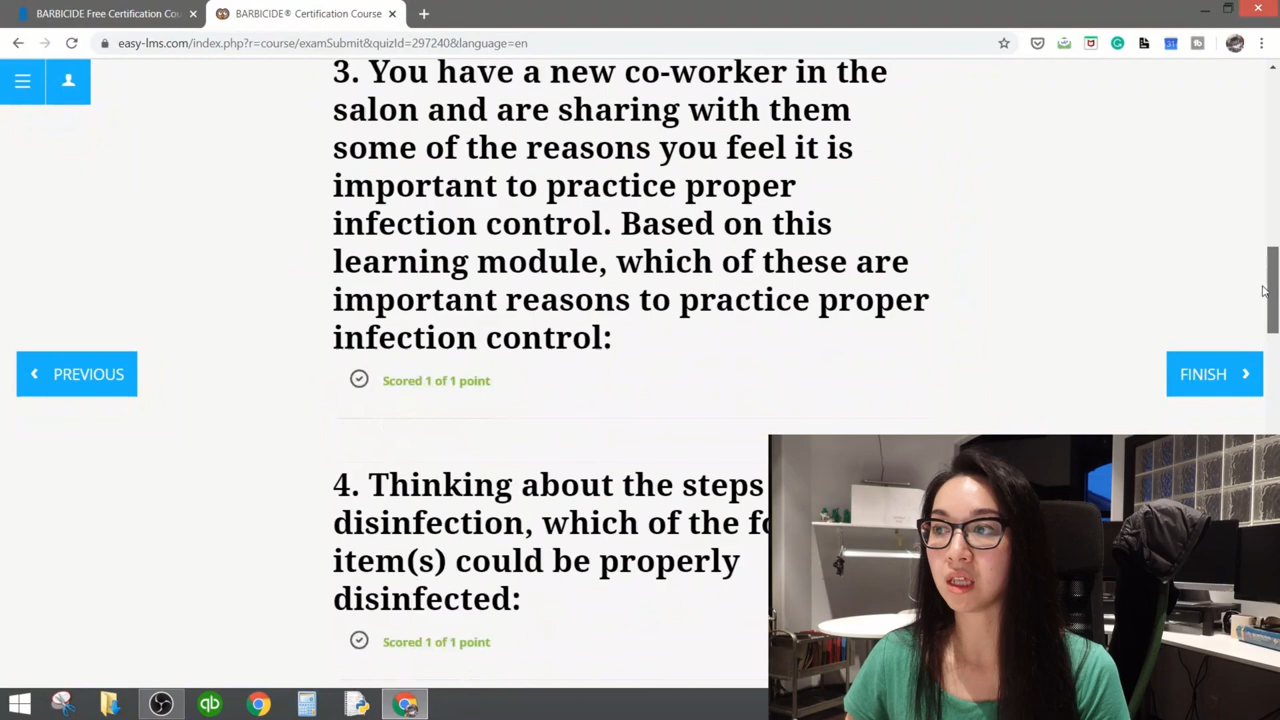 BARBICIDE Free Certification Cou
BARBICIDE® Certification Course
easy-lms.com/index.php?r=course/examSubmit&quizId=297240&language=en
3. You have a new co-worker in the
salon and are sharing with them
some of the reasons you feel it is
important to practice proper
infection control. Based on this
learning module, which of these are
important reasons to practice proper
infection control:
PREVIOUS
FINISH
Scored 1 of 1 point
4. Thinking about the steps
disinfection, which of the fo
item(s) could be properly
disinfected:
Scored 1 of 1 point
qb